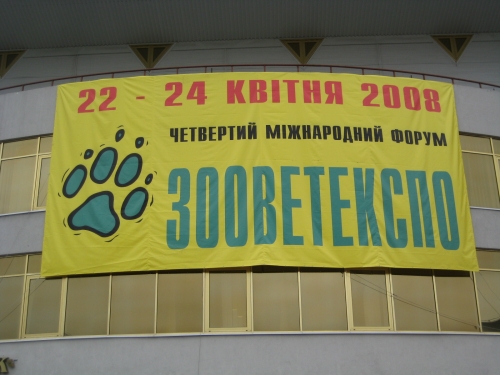 22 - 24 КВІТНЯ 2008
ЧЕТВЕРТИЙ МІЖНАРОДНИЙ ФОРУМ
ЗООВЕТЕКСПО